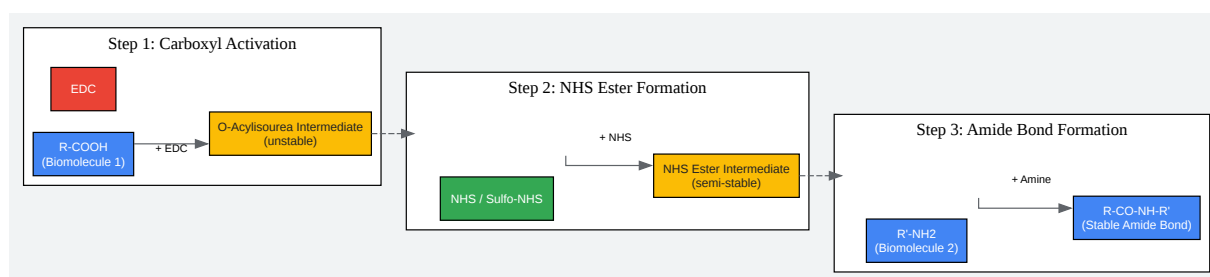 Step 1: Carboxyl Activation
EDC
R-COOH
(Biomolecule 1)
+ EDC
O-Acylisourea Intermediate
(unstable)
Step 2: NHS Ester Formation
+ NHS
NHS / Sulfo-NHS
NHS Ester Intermediate
(semi-stable)
Step 3: Amide Bond Formation
+ Amine
R'-NH2
(Biomolecule 2)
R-CO-NH-R'
(Stable Amide Bond)